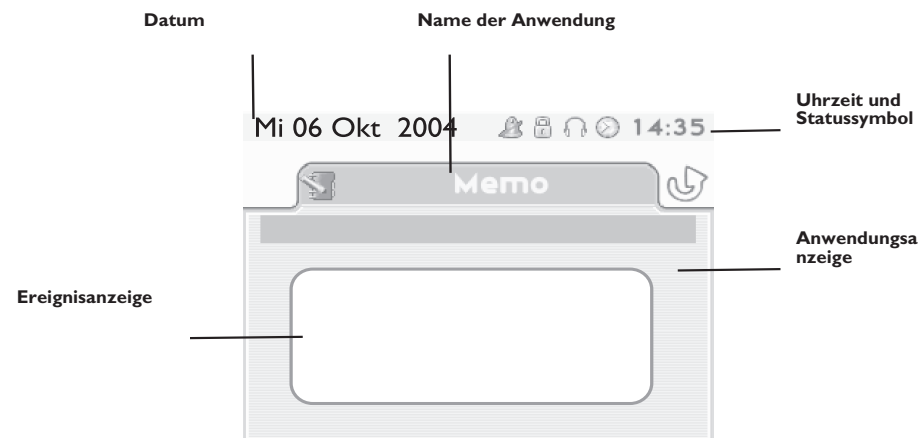 Datum
Name der Anwendung
Uhrzeit und
Statussymbol
Mi 06 Okt 2004
14:35
Memo
Anwendungsa
nzeige
Ereignisanzeige